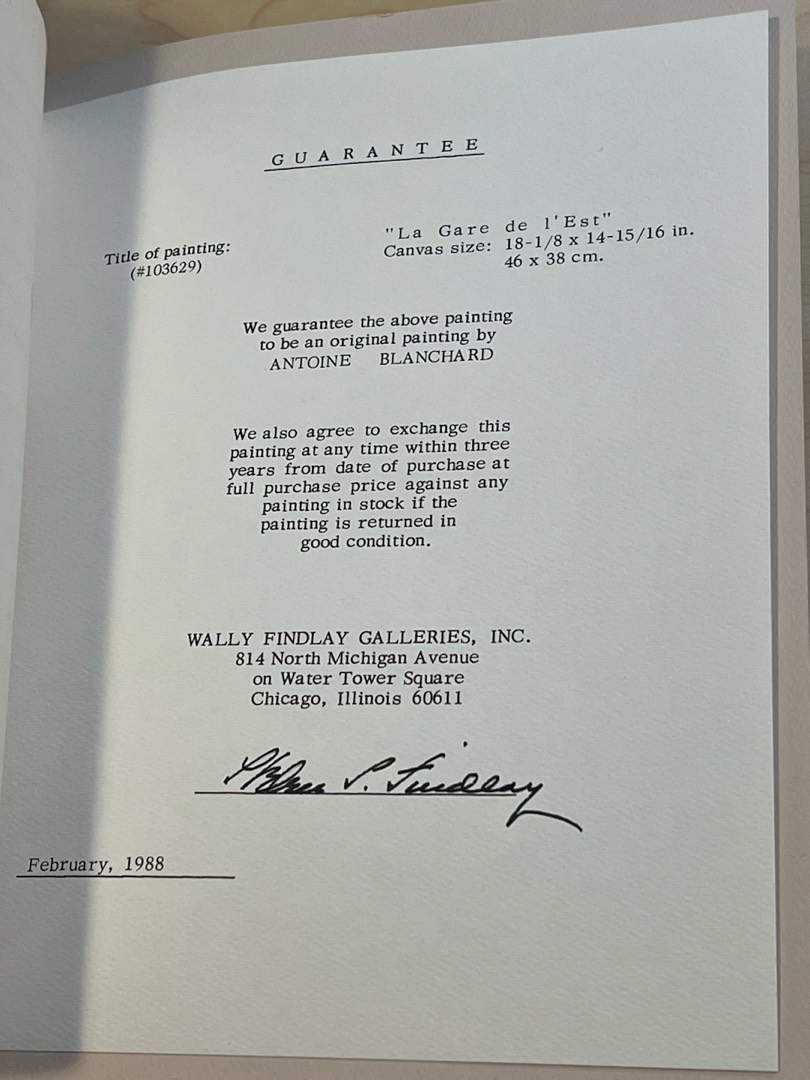 GUARANTEE
Title of painting: "La Gare de l'Est"
(#103629) Canvas size: 18-1/8 x 14-15/16 in.
46 x 38 cm.
We guarantee the above painting
to be an original painting by
ANTOINE BLANCHARD
We also agree to exchange this
painting at any time within three
years from date of purchase at
full purchase price against any
painting in stock if the
painting is returned in
good condition.
WALLY FINDLAY GALLERIES, INC.
814 North Michigan Avenue
on Water Tower Square
Chicago, Illinois 60611
S. Findlay
February, 1988